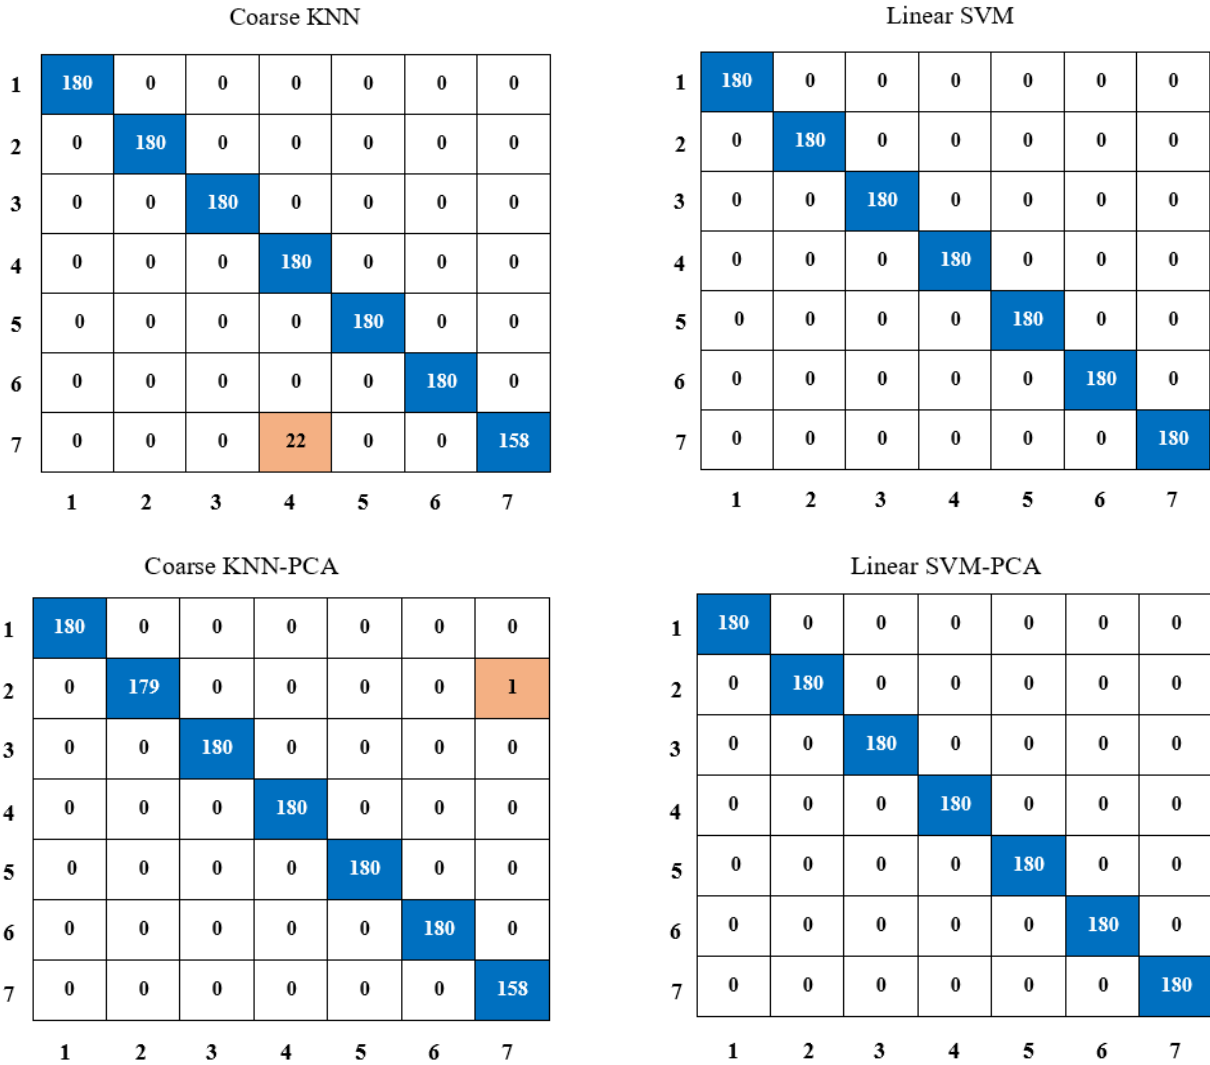 Coarse KNN
1 180 0 0 0 0 0 0
2 0 180 0 0 0 0 0
3 0 0 180 0 0 0 0
4 0 0 0 180 0 0 0
5 0 0 0 0 180 0 0
6 0 0 0 0 0 180 0
7 0 0 0 22 0 0 158
1 2 3 4 5 6 7
Linear SVM
1 180 0 0 0 0 0 0
2 0 180 0 0 0 0 0
3 0 0 180 0 0 0 0
4 0 0 0 180 0 0 0
5 0 0 0 0 180 0 0
6 0 0 0 0 0 180 0
7 0 0 0 0 0 0 180
1 2 3 4 5 6 7
Coarse KNN-PCA
1 180 0 0 0 0 0 0
2 0 179 0 0 0 0 1
3 0 0 180 0 0 0 0
4 0 0 0 180 0 0 0
5 0 0 0 0 180 0 0
6 0 0 0 0 0 180 0
7 0 0 0 0 0 0 158
1 2 3 4 5 6 7
Linear SVM-PCA
1 180 0 0 0 0 0 0
2 0 180 0 0 0 0 0
3 0 0 180 0 0 0 0
4 0 0 0 180 0 0 0
5 0 0 0 0 180 0 0
6 0 0 0 0 0 180 0
7 0 0 0 0 0 0 180
1 2 3 4 5 6 7